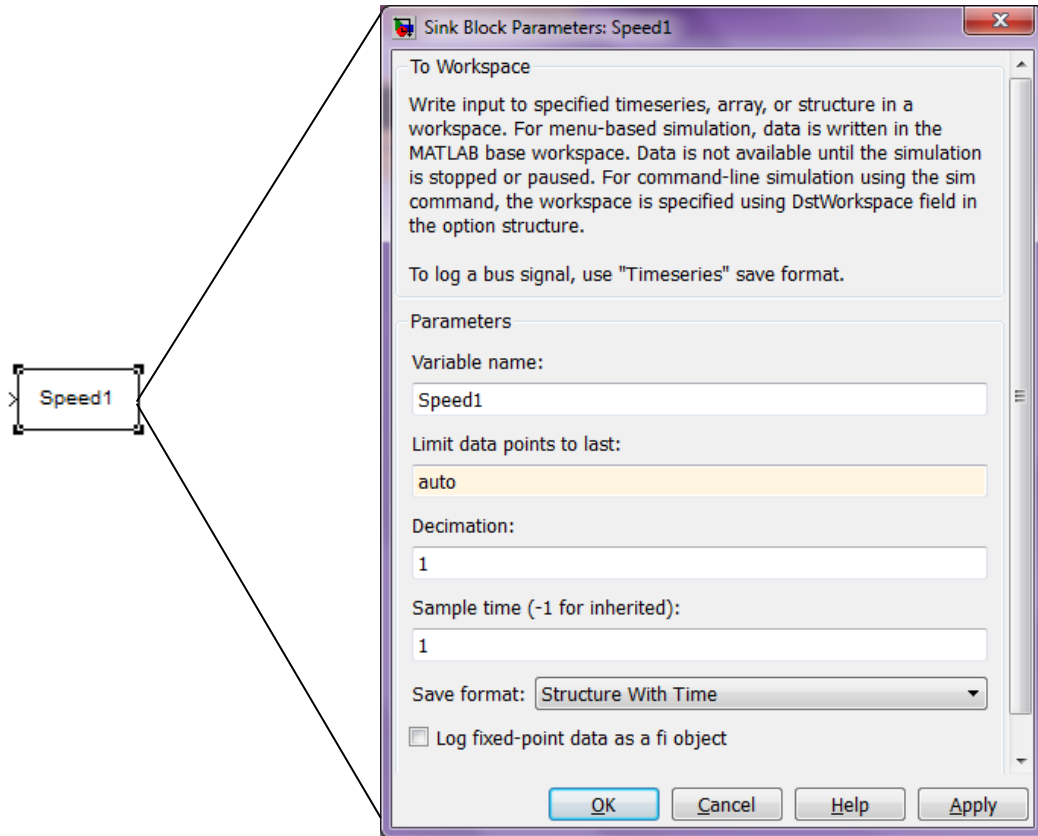 Sink Block Parameters: Speed1
To Workspace
Write input to specified timeseries, array, or structure in a
workspace. For menu-based simulation, data is written in the
MATLAB base workspace. Data is not available until the simulation
is stopped or paused. For command-line simulation using the sim
command, the workspace is specified using DstWorkspace field in
the option structure.
To log a bus signal, use "Timeseries" save format.
Parameters
Variable name:
Speed1
Speed1
Limit data points to last:
auto
Decimation:
1
Sample time (-1 for inherited):
1
Save format: Structure With Time
Log fixed-point data as a fi object
OK Cancel Help Apply